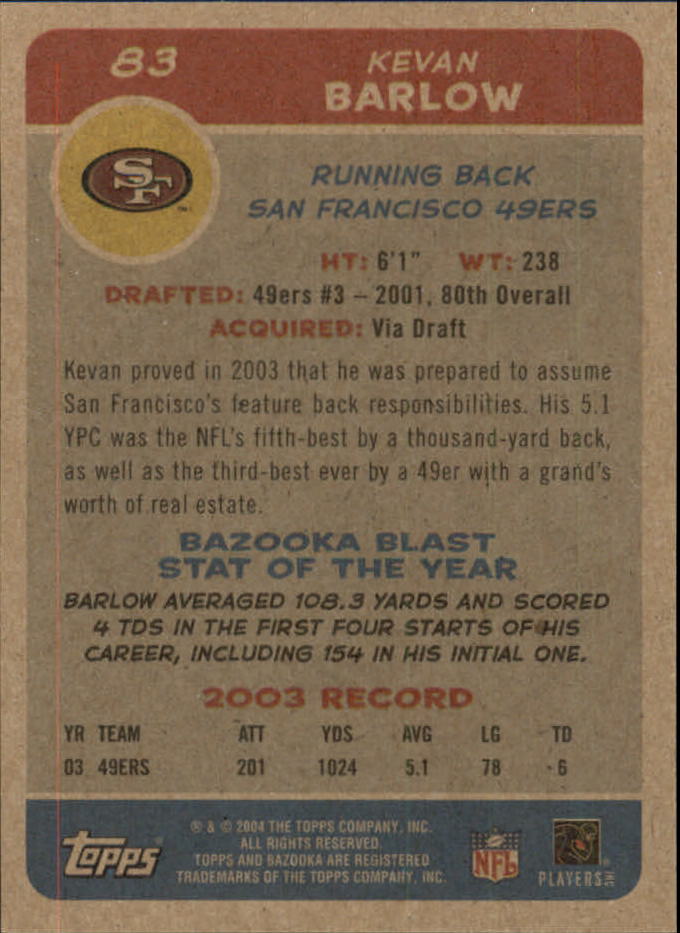 83
KEVAN
BARLOW
SF
RUNNING BACK
SAN FRANCISCO 49ERS
HT: 6'1" WT: 238
DRAFTED: 49ers #3 – 2001, 80th Overall
ACQUIRED: Via Draft
Kevan proved in 2003 that he was prepared to assume
San Francisco's feature back responsibilities. His 5.1
YPC was the NFL's fifth-best by a thousand-yard back,
as well as the third-best ever by a 49er with a grand's
worth of real estate.
BAZOOKA BLAST
STAT OF THE YEAR
BARLOW AVERAGED 108.3 YARDS AND SCORED
4 TDS IN THE FIRST FOUR STARTS OF HIS
CAREER, INCLUDING 154 IN HIS INITIAL ONE.
2003 RECORD
YR TEAM ATT YDS AVG LG TD
03 49ERS 201 1024 5.1 78 6
topps
® & © 2004 THE TOPPS COMPANY, INC.
ALL RIGHTS RESERVED.
TOPPS AND BAZOOKA ARE REGISTERED
TRADEMARKS OF THE TOPPS COMPANY, INC.
NFL
PLAYERS INC